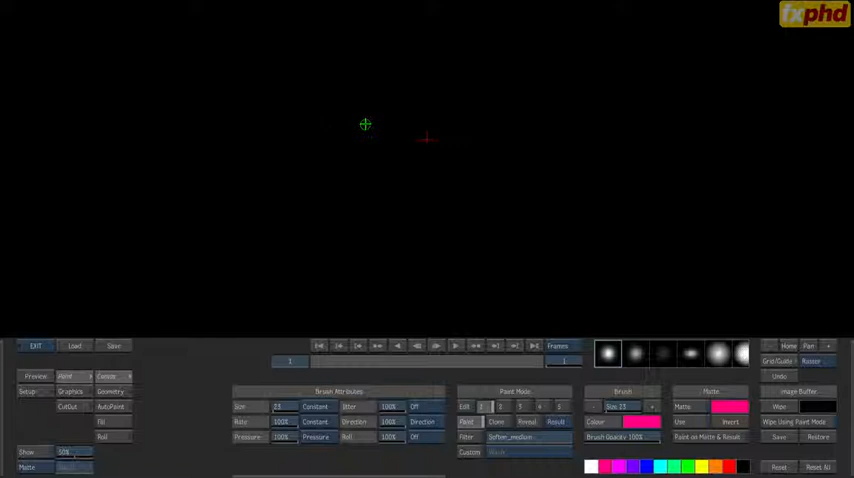 fxphd
EXIT Load Save Frames Home Pan +
1 1 Grid/Guide
Preview Paint Canvas Undo
Setup Graphics Geometry Brush Attributes Paint Mode Brush Matte Image Buffer
CutOut AutoPaint Size 23 Constant Jitter 100% Off Edit 1 2 3 4 5 - Size 23 + Matte Wipe
Fill Rate 100% Constant Direction 100% Direction Paint Clone Reveal Result Colour Use Invert Wipe Using Paint Mode
Roll Pressure 100% Pressure Roll 100% Off Filter Soften_medium Brush Opacity 100% Paint on Matte & Result Save Restore
Show 50% Custom
Matte Reset Reset All